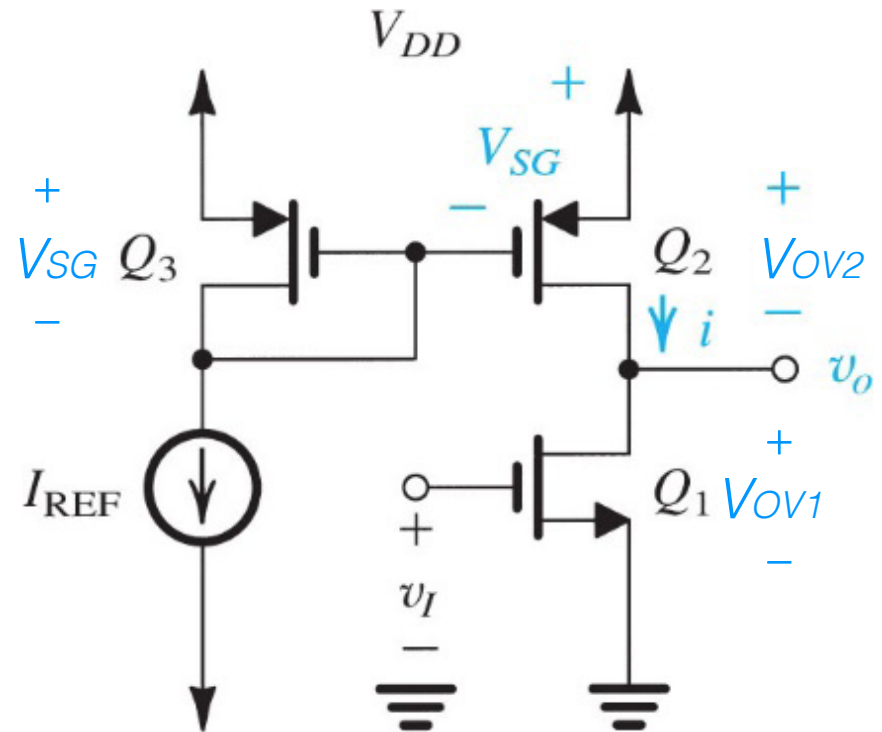 V_DD
+
V_SG
−
+
V_SG
−
Q_3
Q_2
+
V_OV2
−
i
v_o
I_REF
+
v_I
−
Q_1
+
V_OV1
−